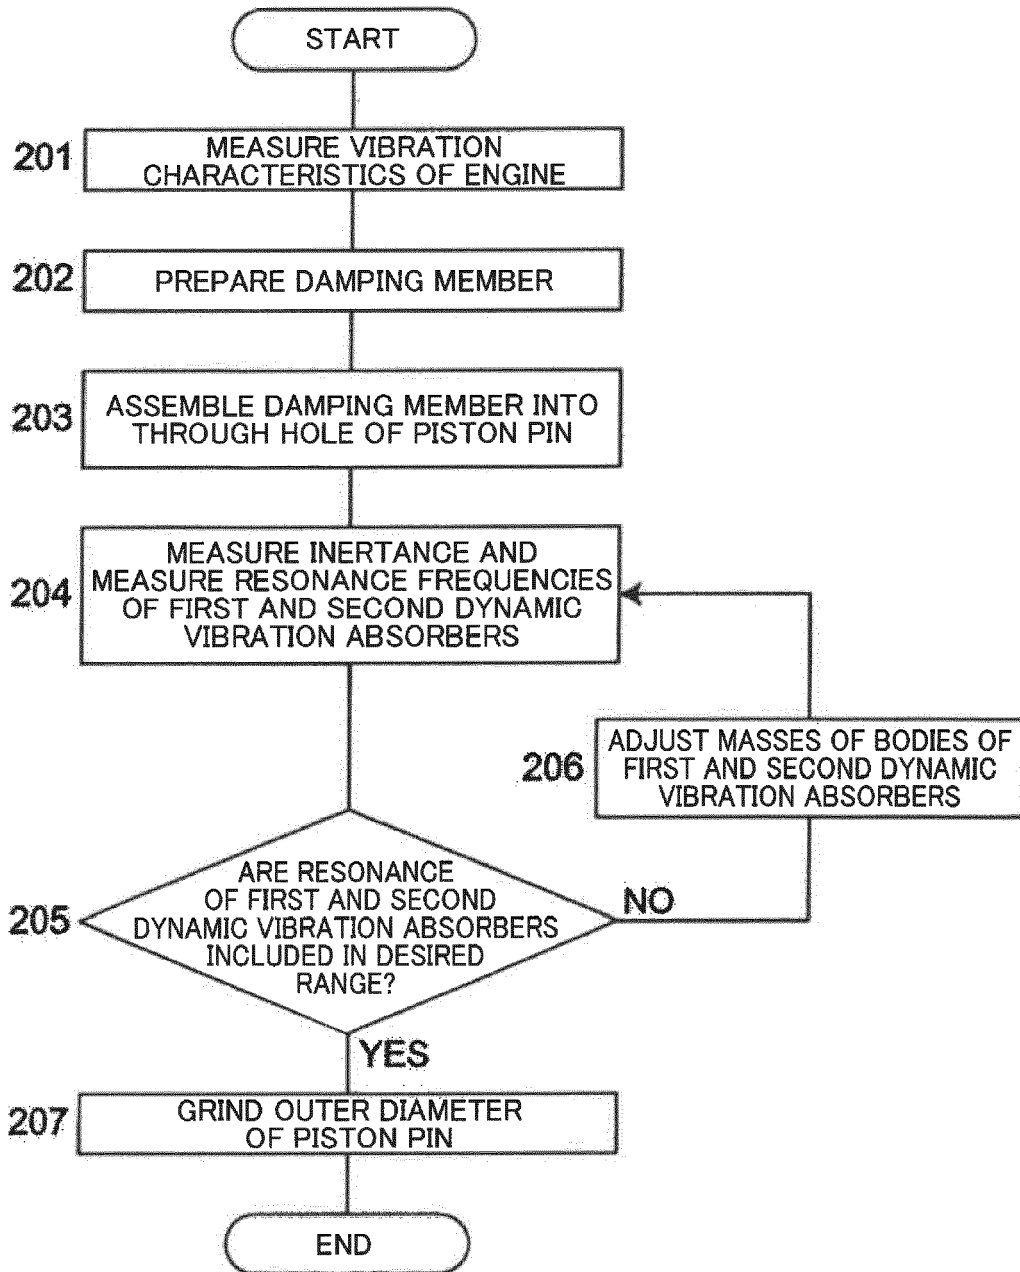 START
201
MEASURE VIBRATION
CHARACTERISTICS OF ENGINE
202
PREPARE DAMPING MEMBER
203
ASSEMBLE DAMPING MEMBER INTO
THROUGH HOLE OF PISTON PIN
204
MEASURE INERTANCE AND
MEASURE RESONANCE FREQUENCIES
OF FIRST AND SECOND DYNAMIC
VIBRATION ABSORBERS
206
ADJUST MASSES OF BODIES OF
FIRST AND SECOND DYNAMIC
VIBRATION ABSORBERS
205
ARE RESONANCE
OF FIRST AND SECOND
DYNAMIC VIBRATION ABSORBERS
INCLUDED IN DESIRED
RANGE?
NO
YES
207
GRIND OUTER DIAMETER
OF PISTON PIN
END